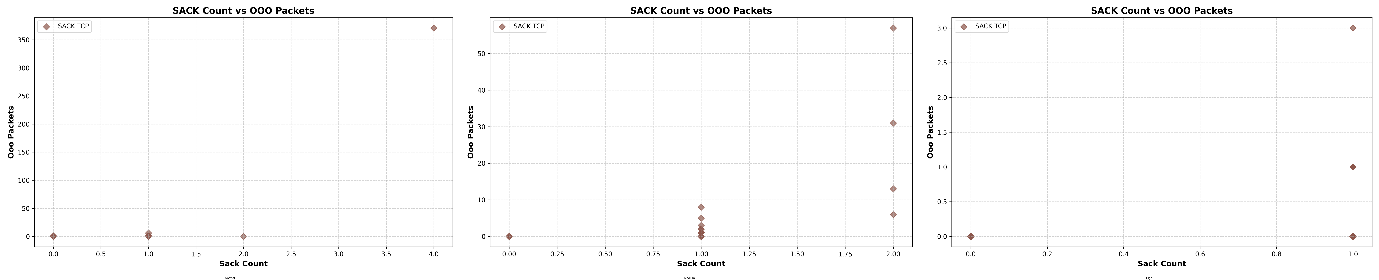 SACK Count vs OOO Packets
SACK TCP
Ooo Packets
350
300
250
200
150
100
50
0
0.0 0.5 1.0 1.5 2.0 2.5 3.0 3.5 4.0
Sack Count
SACK Count vs OOO Packets
SACK TCP
Ooo Packets
50
40
30
20
10
0
0.00 0.25 0.50 0.75 1.00 1.25 1.50 1.75 2.00
Sack Count
SACK Count vs OOO Packets
SACK TCP
Ooo Packets
3.0
2.5
2.0
1.5
1.0
0.5
0.0
0.0 0.2 0.4 0.6 0.8 1.0
Sack Count